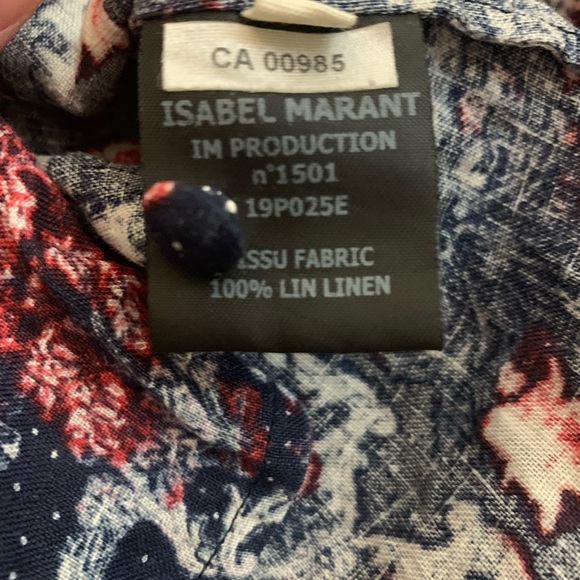 CA 00985
ISABEL MARANT
IM PRODUCTION
n°1501
19P025E
ISSU FABRIC
100% LIN LINEN